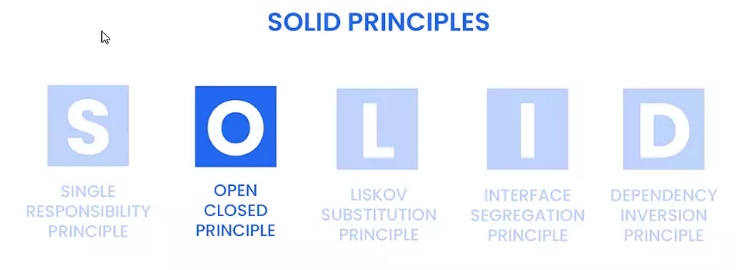 SOLID PRINCIPLES
S
SINGLE
RESPONSIBILITY
PRINCIPLE
O
OPEN
CLOSED
PRINCIPLE
L
LISKOV
SUBSTITUTION
PRINCIPLE
I
INTERFACE
SEGREGATION
PRINCIPLE
D
DEPENDENCY
INVERSION
PRINCIPLE